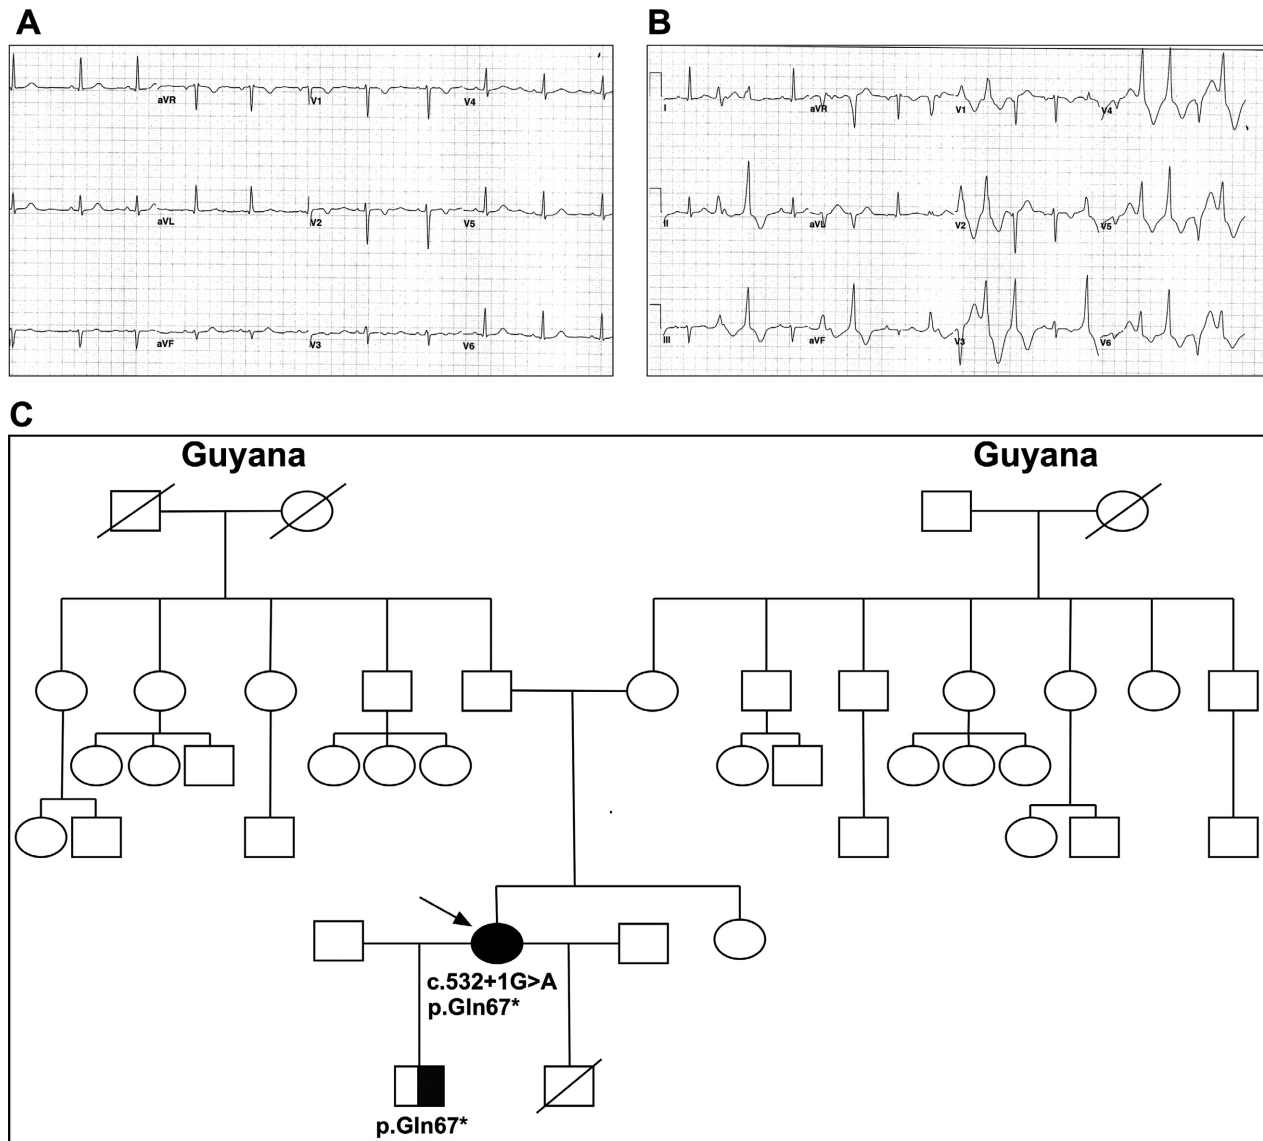 A
aVR
V1
V4
aVL
V2
V5
aVF
V3
V6
B
I
aVR
V1
V4
II
aVL
V2
V5
III
aVF
V3
V6
C
Guyana
Guyana
c.532+1G>A
p.Gln67*
p.Gln67*